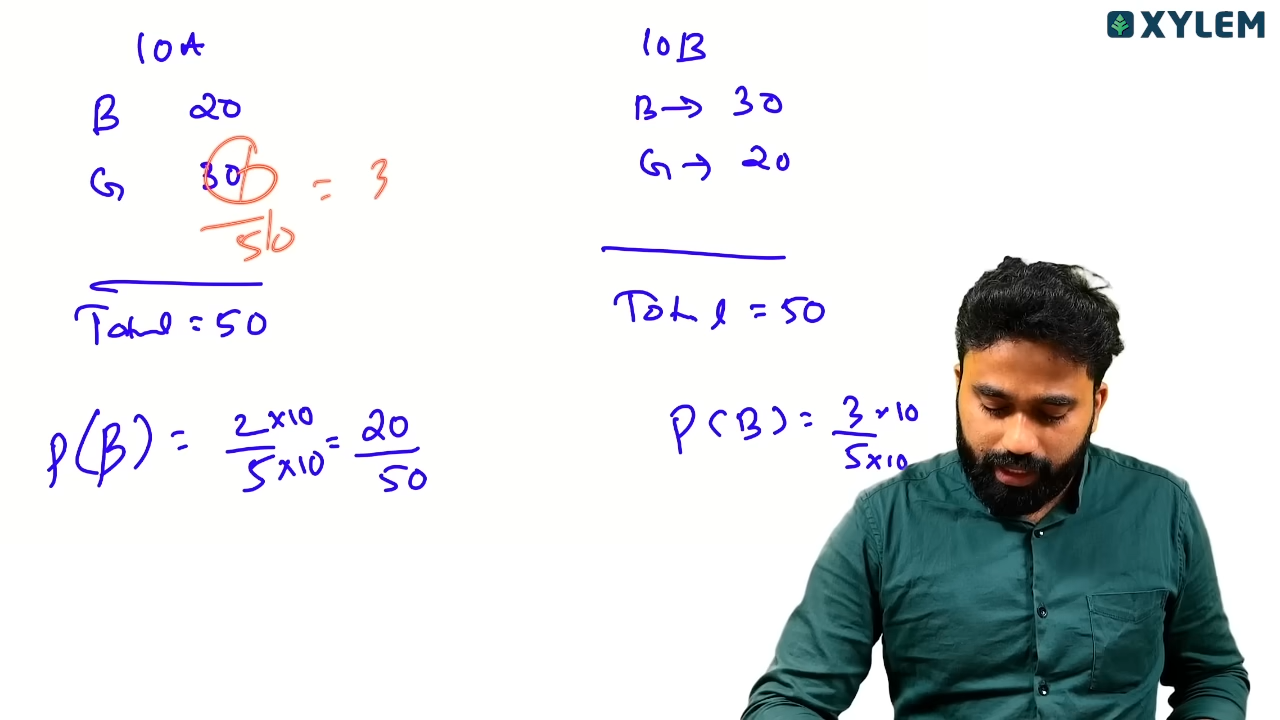 XYLEM
10A
B 20
G 30/50 = 3
Total = 50
P(B) = 2×10/5×10 = 20/50
10B
B → 30
G → 20
Total = 50
P(B) = 3×10/5×10